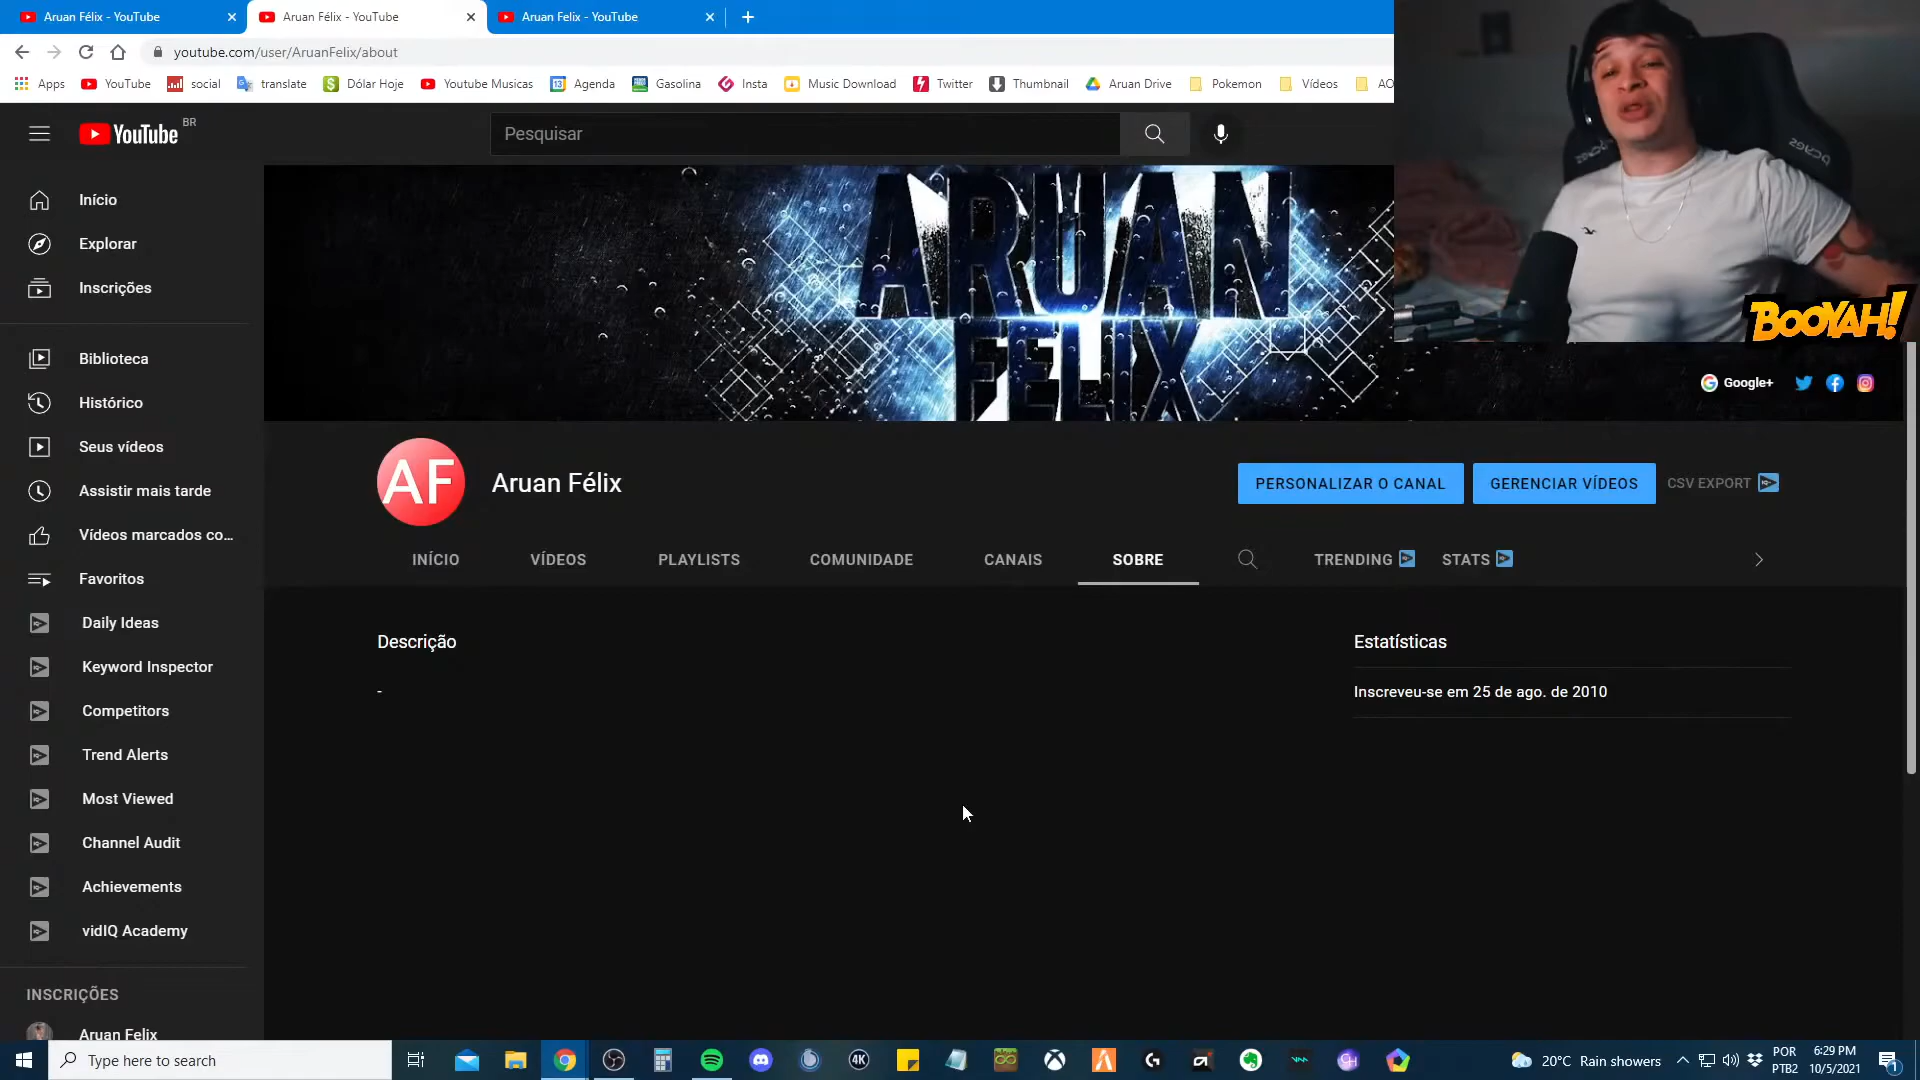 Aruan Félix - YouTube
Aruan Félix - YouTube
Aruan Felix - YouTube
youtube.com/user/AruanFelix/about
Apps YouTube social translate Dólar Hoje Youtube Musicas Agenda Gasolina Insta Music Download Twitter Thumbnail Aruan Drive Pokemon Vídeos AO
YouTube BR
Pesquisar
Início
Explorar
Inscrições
Biblioteca
Histórico
Seus vídeos
Assistir mais tarde
Vídeos marcados co...
Favoritos
Daily Ideas
Keyword Inspector
Competitors
Trend Alerts
Most Viewed
Channel Audit
Achievements
vidIQ Academy
INSCRIÇÕES
Aruan Felix
ARUAN
FELIX
BOOYAH!
Google+
AF
Aruan Félix
PERSONALIZAR O CANAL
GERENCIAR VÍDEOS
CSV EXPORT
INÍCIO VÍDEOS PLAYLISTS COMUNIDADE CANAIS SOBRE TRENDING STATS
Descrição
-
Estatísticas
Inscreveu-se em 25 de ago. de 2010
Type here to search
4K
20°C Rain showers
POR
PTB2
6:29 PM
10/5/2021
1